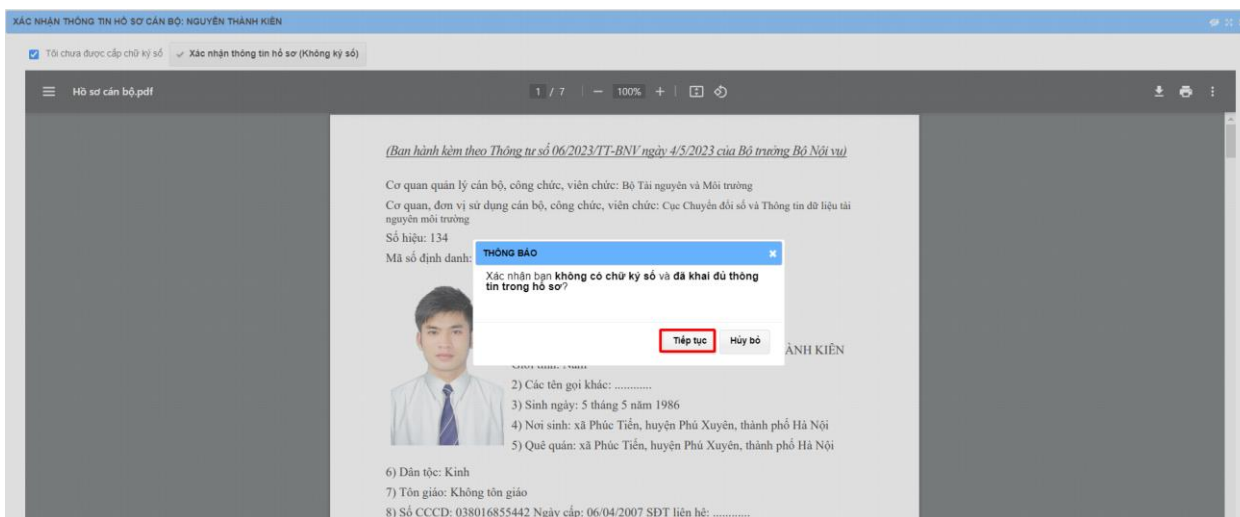 XÁC NHẬN THÔNG TIN HỒ SƠ CÁN BỘ: NGUYỄN THÀNH KIÊN
Tôi chưa được cấp chữ ký số
Xác nhận thông tin hồ sơ (Không ký số)
Hồ sơ cán bộ.pdf
1 / 7
100%
(Ban hành kèm theo Thông tư số 06/2023/TT-BNV ngày 4/5/2023 của Bộ trưởng Bộ Nội vụ)
Cơ quan quản lý cán bộ, công chức, viên chức: Bộ Tài nguyên và Môi trường
Cơ quan, đơn vị sử dụng cán bộ, công chức, viên chức: Cục Chuyển đổi số và Thông tin dữ liệu tài
nguyên môi trường
Số hiệu: 134
Mã số định danh:
THÔNG BÁO
Xác nhận bạn không có chữ ký số và đã khai đủ thông
tin trong hồ sơ?
Tiếp tục
Hủy bỏ
ÀNH KIÊN
Giới tính: Nam
2) Các tên gọi khác: ............
3) Sinh ngày: 5 tháng 5 năm 1986
4) Nơi sinh: xã Phúc Tiến, huyện Phú Xuyên, thành phố Hà Nội
5) Quê quán: xã Phúc Tiến, huyện Phú Xuyên, thành phố Hà Nội
6) Dân tộc: Kinh
7) Tôn giáo: Không tôn giáo
8) Số CCCD: 038016855442 Ngày cấp: 06/04/2007 SĐT liên hệ: ............